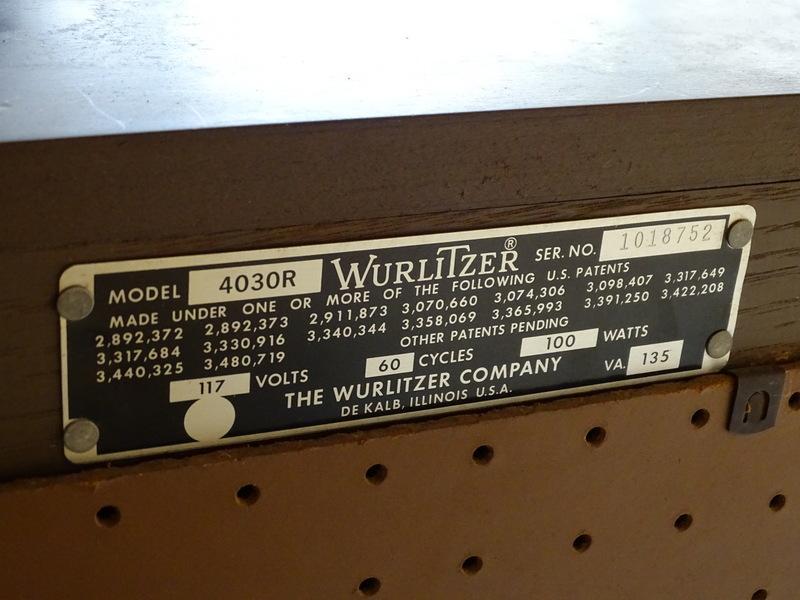 MODEL 4030R WURLITZER® SER. NO. 1018752
MADE UNDER ONE OR MORE OF THE FOLLOWING U.S. PATENTS
2,892,372 2,892,373 2,911,873 3,070,660 3,074,306 3,098,407 3,317,649
3,317,684 3,330,916 3,340,344 3,358,069 3,365,993 3,391,250 3,422,208
3,440,325 3,480,719 OTHER PATENTS PENDING
117 VOLTS 60 CYCLES 100 WATTS
THE WURLITZER COMPANY VA. 135
DE KALB, ILLINOIS U.S.A.